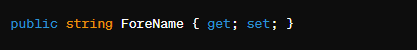 public string ForeName { get; set; }